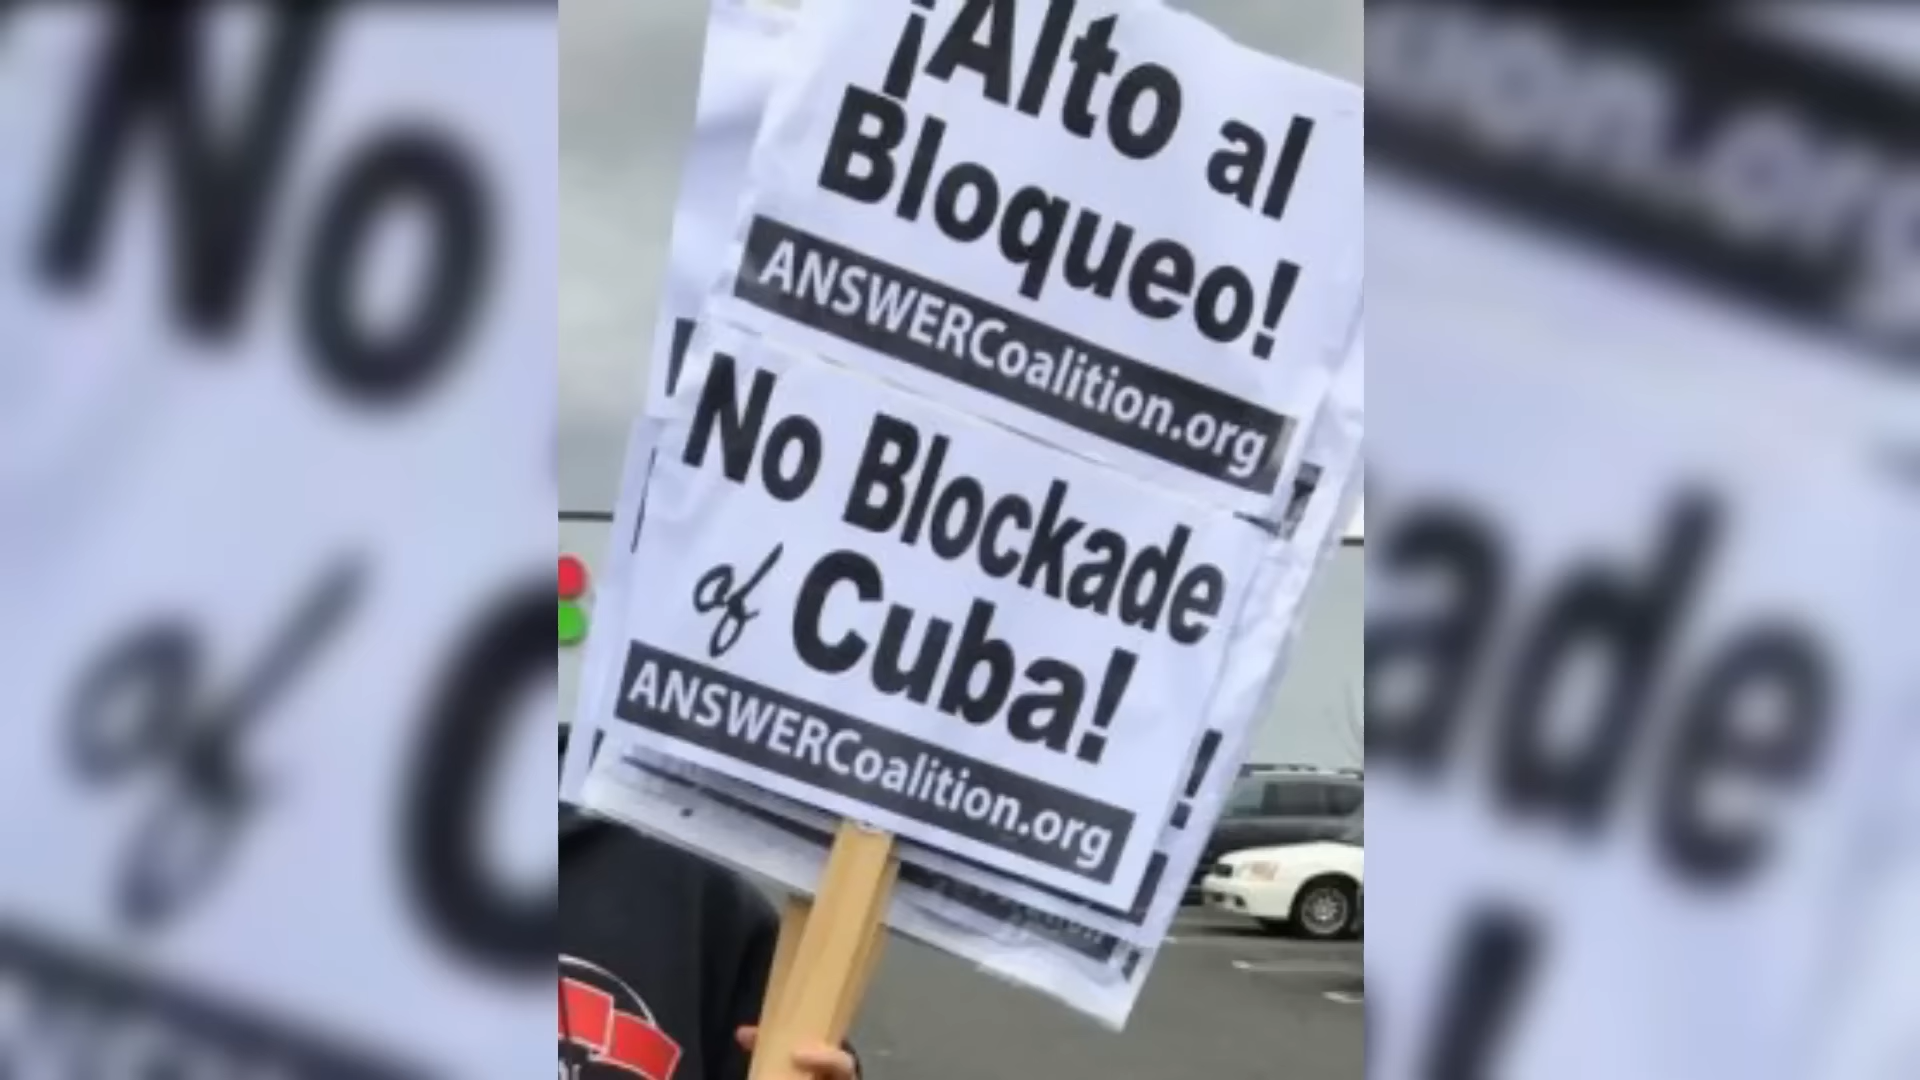 ¡Alto al
Bloqueo!
ANSWERCoalition.org
No Blockade
of Cuba!
ANSWERCoalition.org